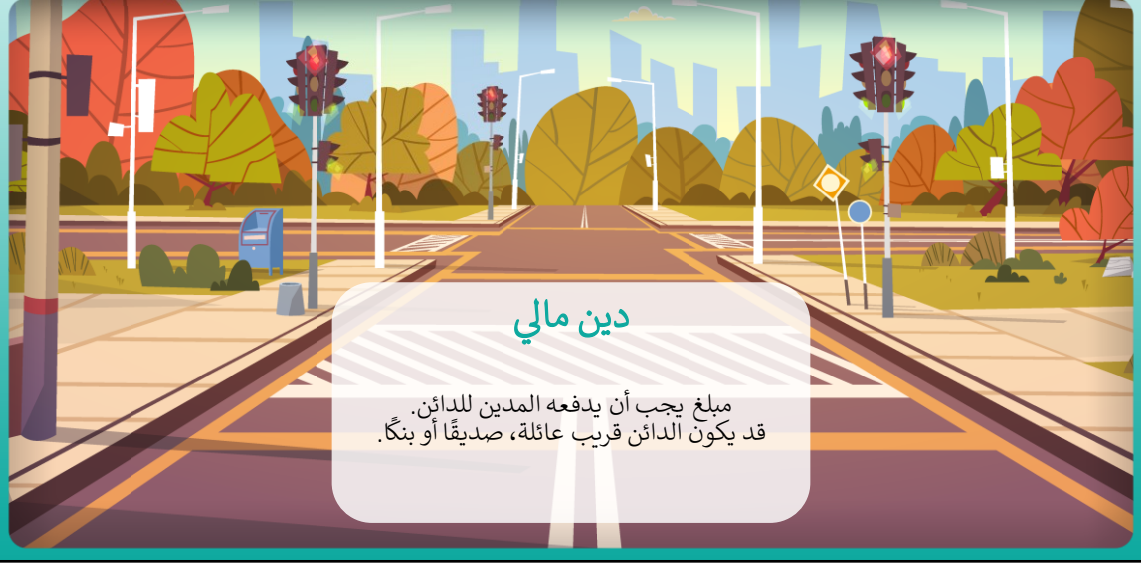 دين مالي
مبلغ يجب أن يدفعه المدين للدائن.
قد يكون الدائن قريب عائلة، صديقًا أو بنكًا.